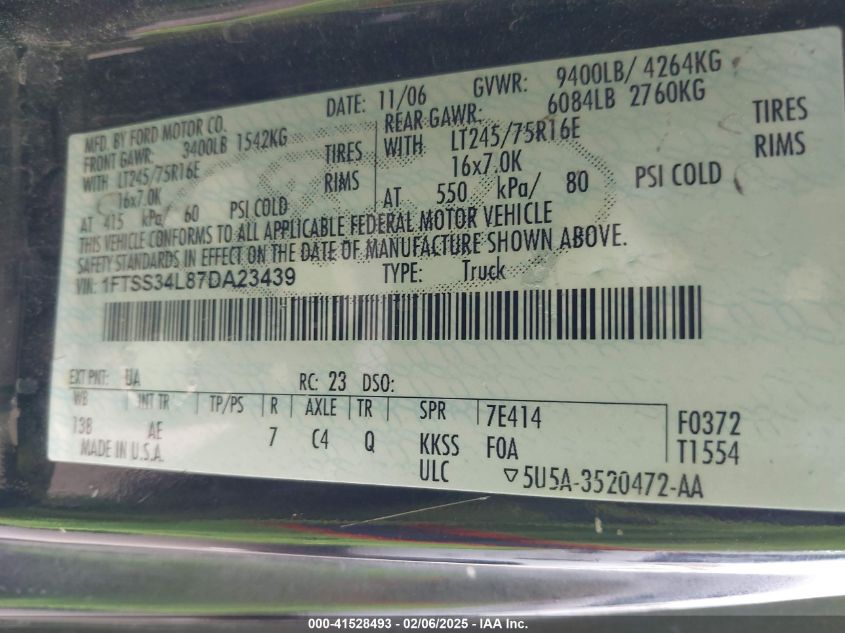 DATE: 11/06 GVWR: 9400LB/ 4264KG
MFD. BY FORD MOTOR CO.
FRONT GAWR: 3400LB 1542KG
WITH LT245/75R16E TIRES
16x7.0K RIMS
AT 415 kPa/ 60 PSI COLD
REAR GAWR: 6084LB 2760KG
WITH LT245/75R16E TIRES
16x7.0K RIMS
AT 550 kPa/ 80 PSI COLD
THIS VEHICLE CONFORMS TO ALL APPLICABLE FEDERAL MOTOR VEHICLE
SAFETY STANDARDS IN EFFECT ON THE DATE OF MANUFACTURE SHOWN ABOVE.
VIN: 1FTSS34L87DA23439 TYPE: Truck
EXT PNT: UA RC: 23 DSO:
WB INT TR TP/PS R AXLE TR SPR 7E414 F0372
138 AE 7 C4 Q KKSS F0A T1554
MADE IN U.S.A. ULC ▽5U5A-3520472-AA
000-41528493 - 02/06/2025 - IAA Inc.